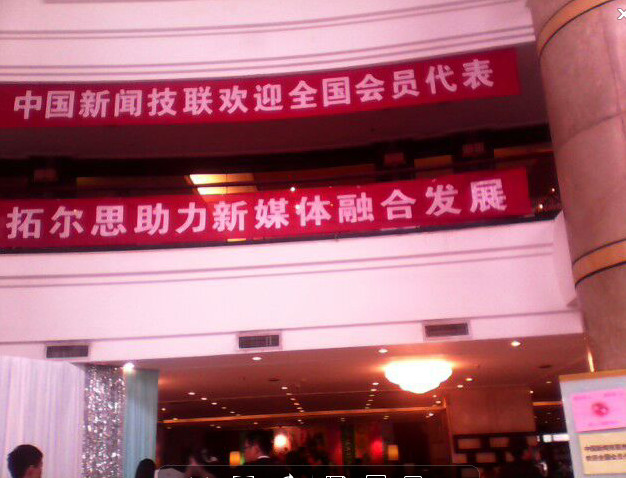 中国新闻技联欢迎全国会员代表
拓尔思助力新媒体融合发展